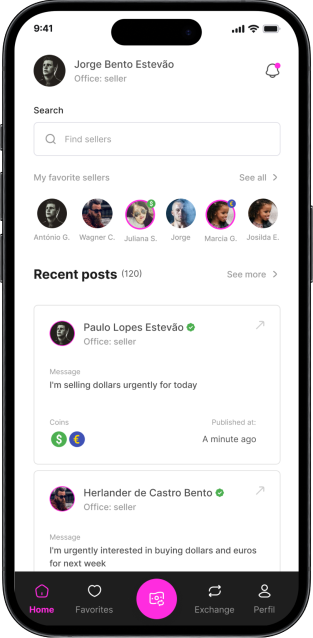 9:41
Jorge Bento Estevão
Office: seller
Search
Find sellers
My favorite sellers
See all
$
€
António G.
Wagner C.
Juliana S.
Jorge
Marcia G.
Josilda E.
Recent posts (120)
See more
Paulo Lopes Estevão
Office: seller
Message
I'm selling dollars urgently for today
Coins
Published at:
$ €
A minute ago
Herlander de Castro Bento
Office: seller
Message
I'm urgently interested in buying dollars and euros
for next week
Home
Favorites
Exchange
Perfil